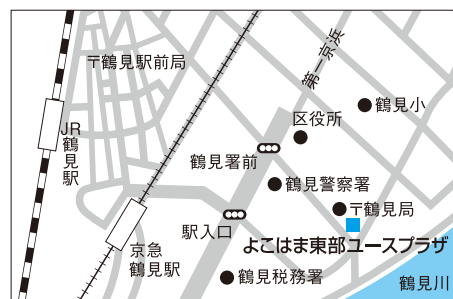 〒鶴見駅前局
第一京浜
鶴見小
区役所
JR鶴見駅
鶴見署前
鶴見警察署
〒鶴見局
駅入口
よこはま東部ユースプラザ
京急
鶴見駅
鶴見税務署
鶴見川